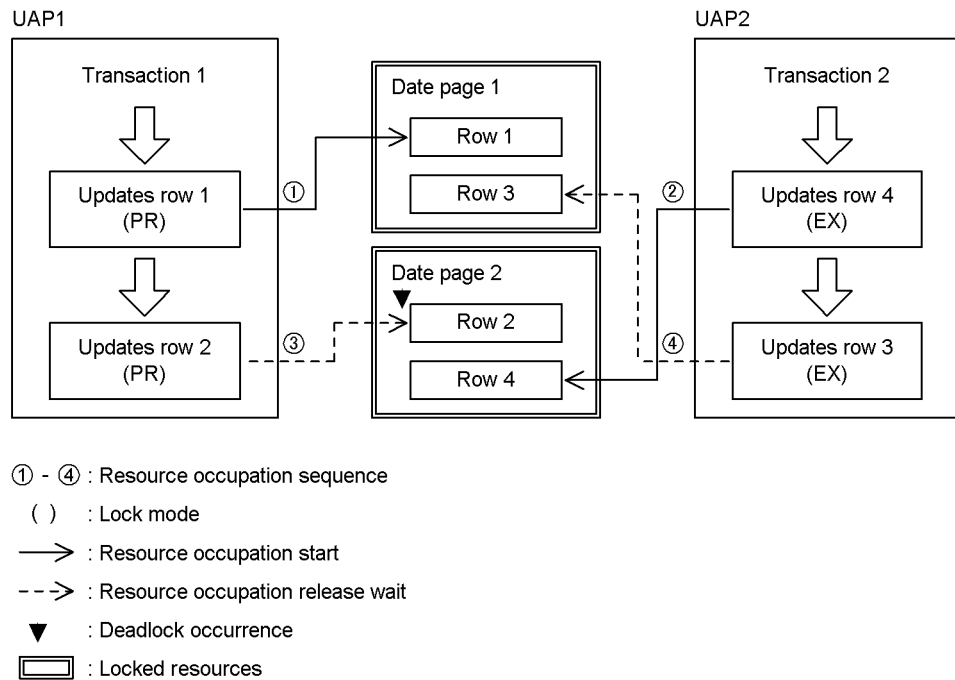 UAP1
UAP2
Transaction 1
Date page 1
Transaction 2
Row 1
Updates row 1
(PR)
①
Row 3
②
Updates row 4
(EX)
Date page 2
Row 2
Updates row 2
(PR)
③
④
Updates row 3
(EX)
Row 4
① - ④ : Resource occupation sequence
( ) : Lock mode
: Resource occupation start
: Resource occupation release wait
: Deadlock occurrence
: Locked resources